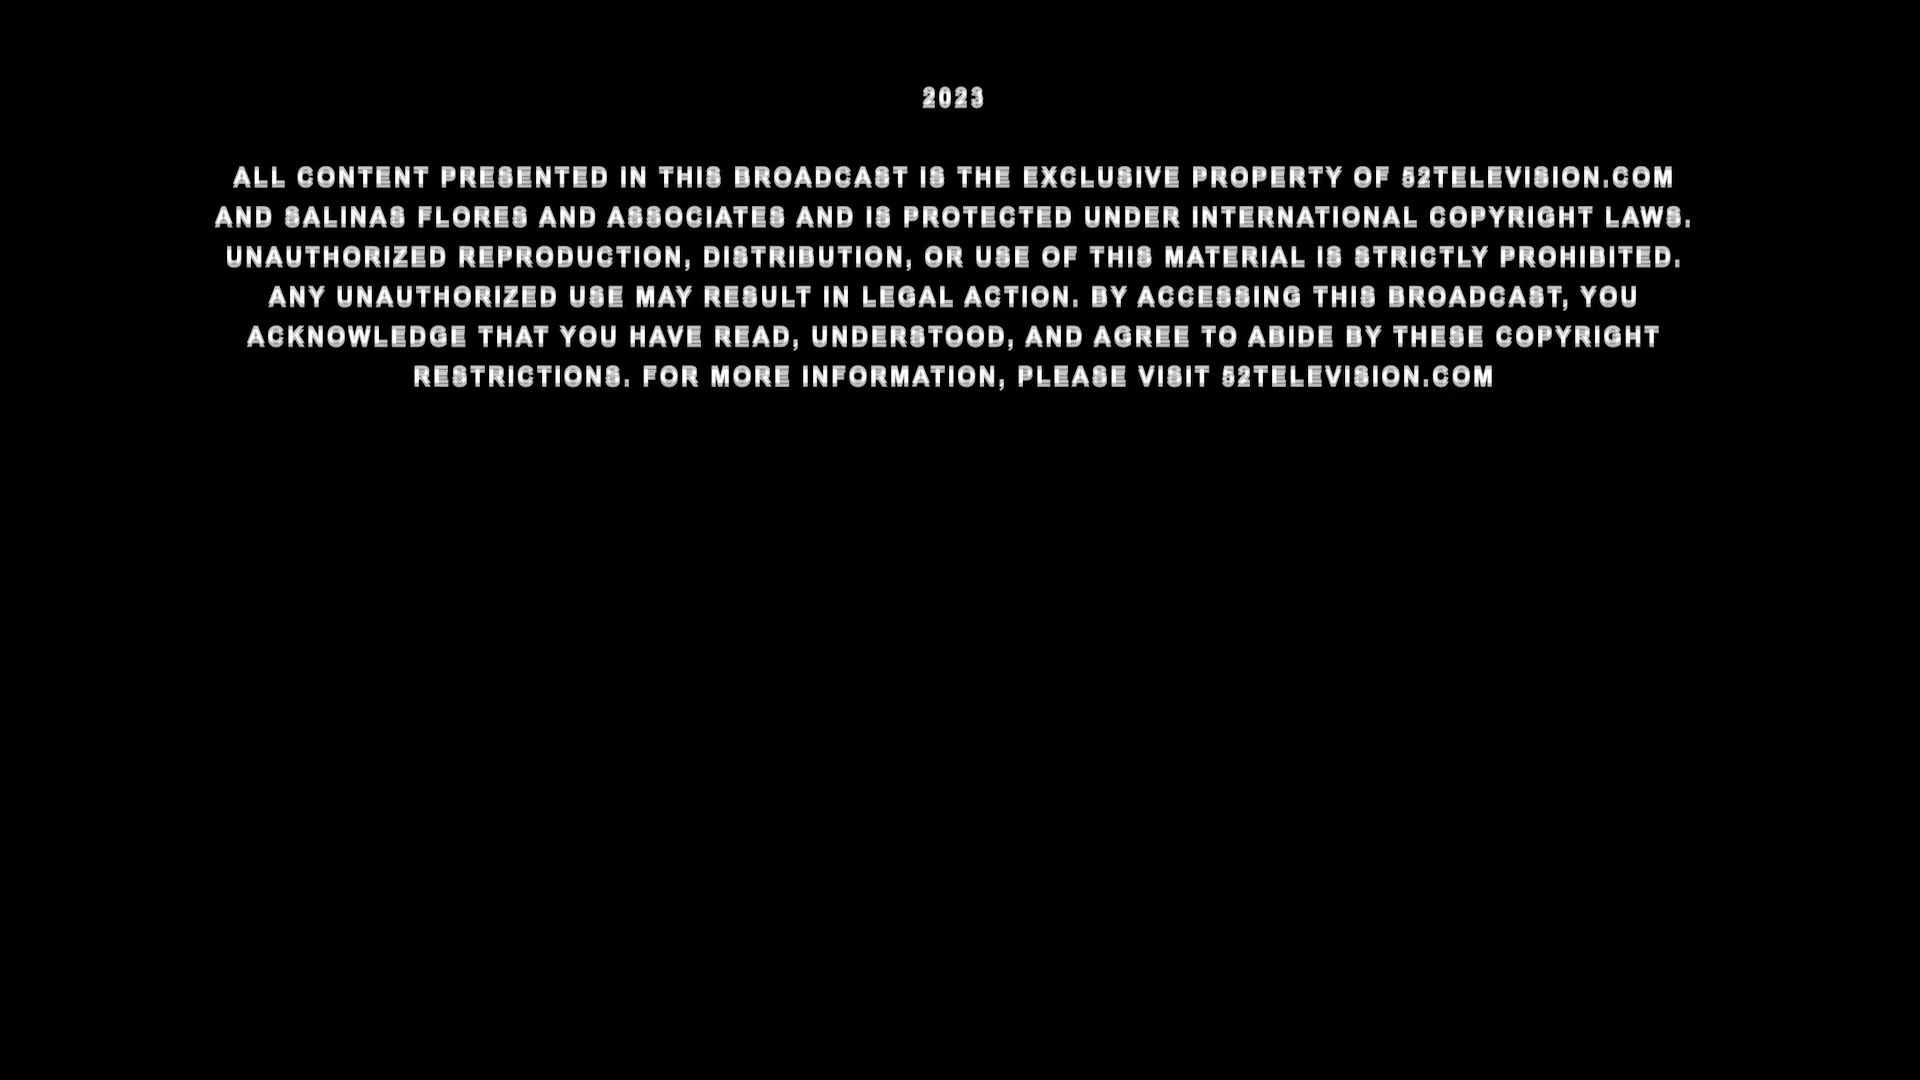 2023
ALL CONTENT PRESENTED IN THIS BROADCAST IS THE EXCLUSIVE PROPERTY OF 52TELEVISION.COM
AND SALINAS FLORES AND ASSOCIATES AND IS PROTECTED UNDER INTERNATIONAL COPYRIGHT LAWS.
UNAUTHORIZED REPRODUCTION, DISTRIBUTION, OR USE OF THIS MATERIAL IS STRICTLY PROHIBITED.
ANY UNAUTHORIZED USE MAY RESULT IN LEGAL ACTION. BY ACCESSING THIS BROADCAST, YOU
ACKNOWLEDGE THAT YOU HAVE READ, UNDERSTOOD, AND AGREE TO ABIDE BY THESE COPYRIGHT
RESTRICTIONS. FOR MORE INFORMATION, PLEASE VISIT 52TELEVISION.COM